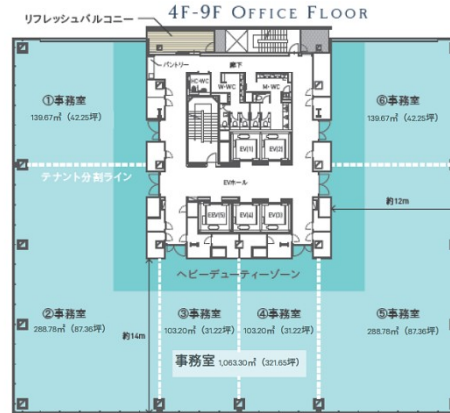 4F-9F OFFICE FLOOR
リフレッシュバルコニー
パントリー
廊下
HC・WC
W・WC
M・WC
①事務室
139.67㎡ (42.25坪)
⑥事務室
139.67㎡ (42.25坪)
EV(1)
EV(2)
テナント分割ライン
EVホール
約12m
EEV(5)
EV(4)
EV(3)
ヘビーデューティーゾーン
②事務室
288.78㎡ (87.36坪)
③事務室
103.20㎡ (31.22坪)
④事務室
103.20㎡ (31.22坪)
⑤事務室
288.78㎡ (87.36坪)
約14m
事務室 1,063.30㎡ (321.65坪)